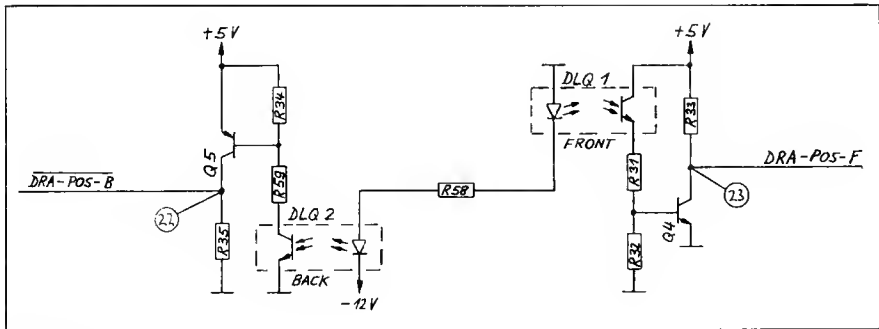 +5V
+5V
DLQ 1
R34
R33
Q5
FRONT
R31
DRA-POS-B
R59
DRA-POS-F
R58
22
23
DLQ 2
R35
Q4
R32
BACK
-12V